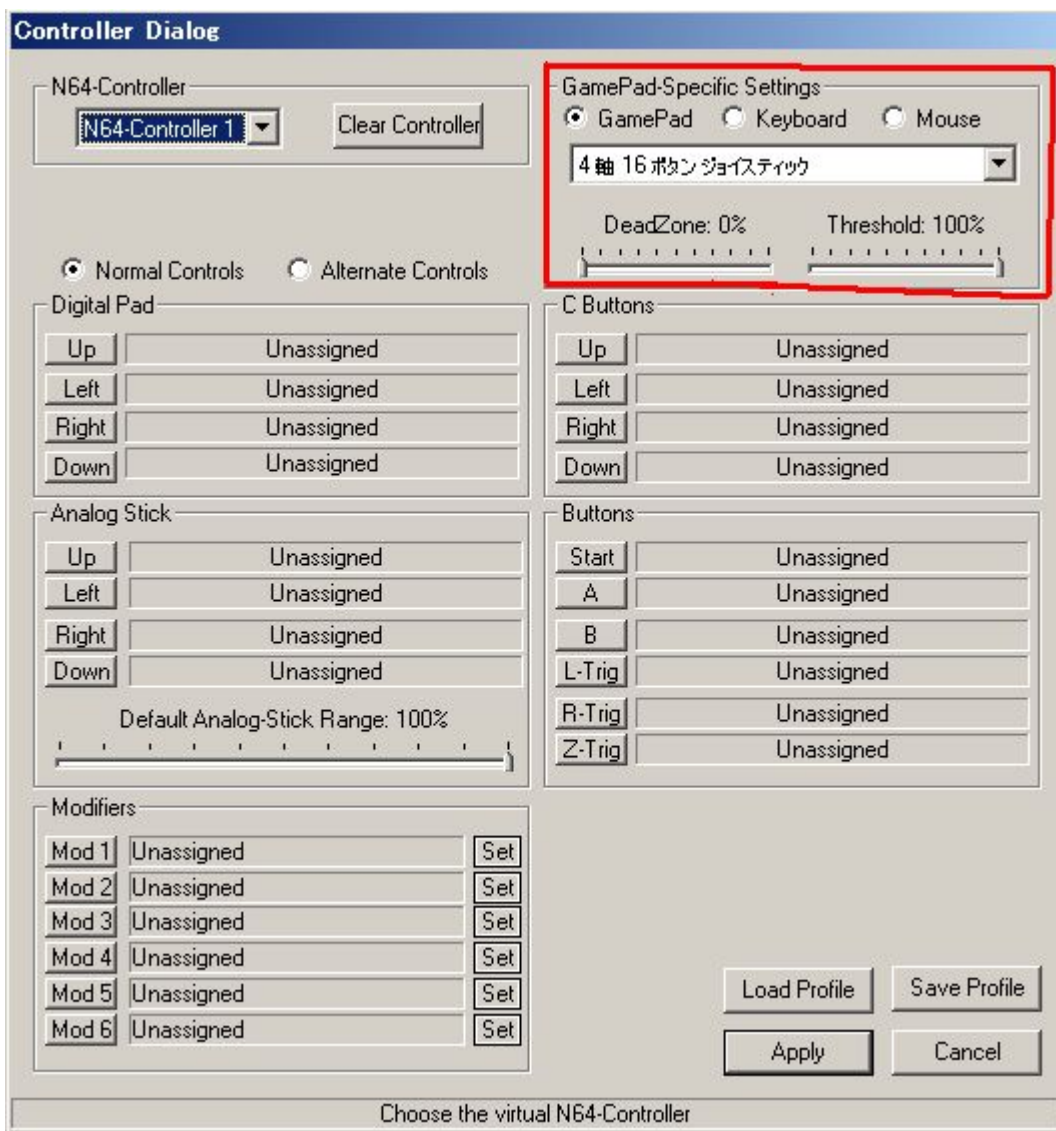 Controller Dialog
N64-Controller
N64-Controller 1
Clear Controller
GamePad-Specific Settings
GamePad Keyboard Mouse
4 軸 16 ボタン ジョイスティック
DeadZone: 0% Threshold: 100%
Normal Controls Alternate Controls
Digital Pad
Up Unassigned
Left Unassigned
Right Unassigned
Down Unassigned
C Buttons
Up Unassigned
Left Unassigned
Right Unassigned
Down Unassigned
Analog Stick
Up Unassigned
Left Unassigned
Right Unassigned
Down Unassigned
Default Analog-Stick Range: 100%
Buttons
Start Unassigned
A Unassigned
B Unassigned
L-Trig Unassigned
R-Trig Unassigned
Z-Trig Unassigned
Modifiers
Mod 1 Unassigned Set
Mod 2 Unassigned Set
Mod 3 Unassigned Set
Mod 4 Unassigned Set
Mod 5 Unassigned Set
Mod 6 Unassigned Set
Load Profile Save Profile
Apply Cancel
Choose the virtual N64-Controller